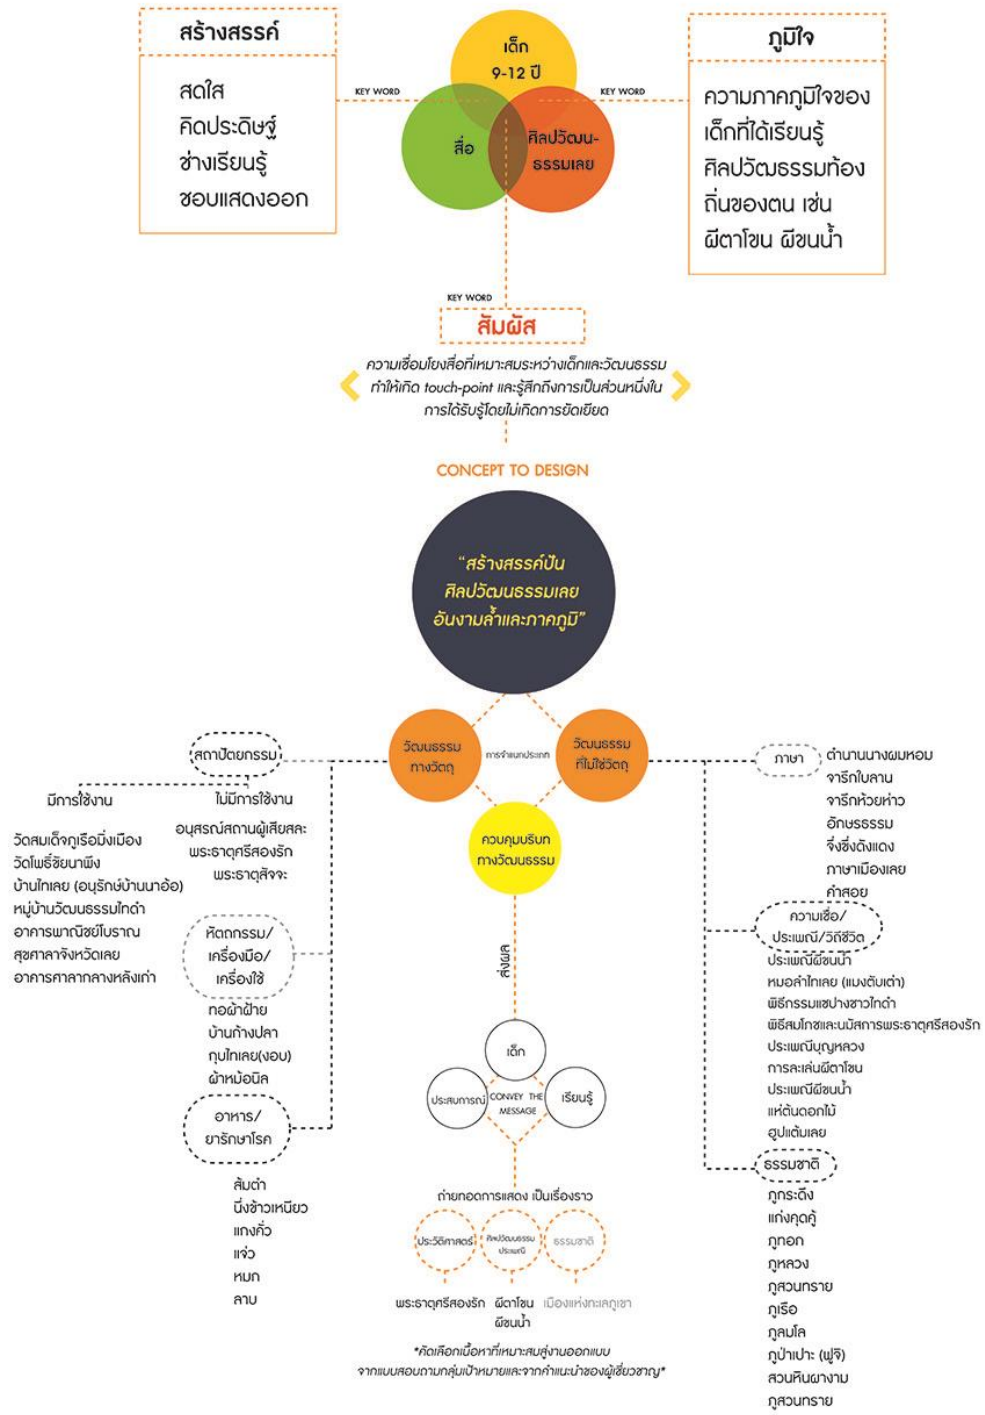 สร้างสรรค์
สดใส
คิดประดิษฐ์
ช่างเรียนรู้
ชอบแสดงออก
KEY WORD
เด็ก
9-12 ปี
สื่อ
ศิลปวัฒน-
ธรรมเลย
KEY WORD
ภูมิใจ
ความภาคภูมิใจของ
เด็กที่ได้เรียนรู้
ศิลปวัฒธรรมท้อง
ถิ่นของตน เช่น
ผีตาโขน ผีขนน้ำ
KEY WORD
สัมผัส
ความเชื่อมโยงสื่อที่เหมาะสมระหว่างเด็กและวัฒนธรรม
ทำให้เกิด touch-point และรู้สึกถึงการเป็นส่วนหนึ่งใน
การได้รับรู้โดยไม่เกิดการยัดเยียด
CONCEPT TO DESIGN
“สร้างสรรค์ปั้น
ศิลปวัฒนธรรมเลย
อันงามล้ำและภาคภูมิ”
วัฒนธรรม
ทางวัตถุ
การจำแนกประเภท
วัฒนธรรม
ที่ไม่ใช่วัตถุ
ควบคุมบริบท
ทางวัฒนธรรม
สถาปัตยกรรม
มีการใช้งาน
วัดสมเด็จภูเรือมิ่งเมือง
วัดโพธิ์ชัยนาพึง
บ้านไทเลย (อนุรักษ์บ้านนาอ้อ)
หมู่บ้านวัฒนธรรมไทดำ
อาคารพาณิชย์โบราณ
สุขศาลาจังหวัดเลย
อาคารศาลากลางหลังเก่า
ไม่มีการใช้งาน
อนุสรณ์สถานผู้เสียสละ
พระธาตุศรีสองรัก
พระธาตุสัจจะ
หัตถกรรม/
เครื่องมือ/
เครื่องใช้
ทอผ้าฝ้าย
บ้านก้างปลา
กุบไทเลย(งอบ)
ผ้าหม้อนิล
อาหาร/
ยารักษาโรค
ส้มตำ
นึ่งข้าวเหนียว
แกงคั่ว
แจ่ว
หมก
ลาบ
ส่งผล
เด็ก
ประสบการณ์
CONVEY THE
MESSAGE
เรียนรู้
ถ่ายทอดการแสดง เป็นเรื่องราว
ประวัติศาสตร์
ศิลปวัฒนธรรม
ประเพณี
ธรรมชาติ
พระธาตุศรีสองรัก
ผีตาโขน
ผีขนน้ำ
เมืองแห่งทะเลภูเขา
*คัดเลือกเนื้อหาที่เหมาะสมสู่งานออกแบบ
จากแบบสอบถามกลุ่มเป้าหมายและจากคำแนะนำของผู้เชี่ยวชาญ*
ภาษา
ตำนานนางผมหอม
จารึกใบลาน
จารึกห้วยห่าว
อักษรธรรม
จึ่งซึ่งดังแดง
ภาษาเมืองเลย
คำสอย
ความเชื่อ/
ประเพณี/วิถีชีวิต
ประเพณีผีขนน้ำ
หมอลำไทเลย (แมงตับเต่า)
พิธีกรรมแซปางชาวไทดำ
พิธีสมโภชและนมัสการพระธาตุศรีสองรัก
ประเพณีบุญหลวง
การละเล่นผีตาโขน
ประเพณีผีขนน้ำ
แห่ต้นดอกไม้
ฮูปแต้มเลย
ธรรมชาติ
ภูกระดึง
แก่งคุดคู้
ภูทอก
ภูหลวง
ภูสวนทราย
ภูเรือ
ภูลมโล
ภูป่าเปาะ (ฟูจิ)
สวนหินผางาม
ภูสวนทราย